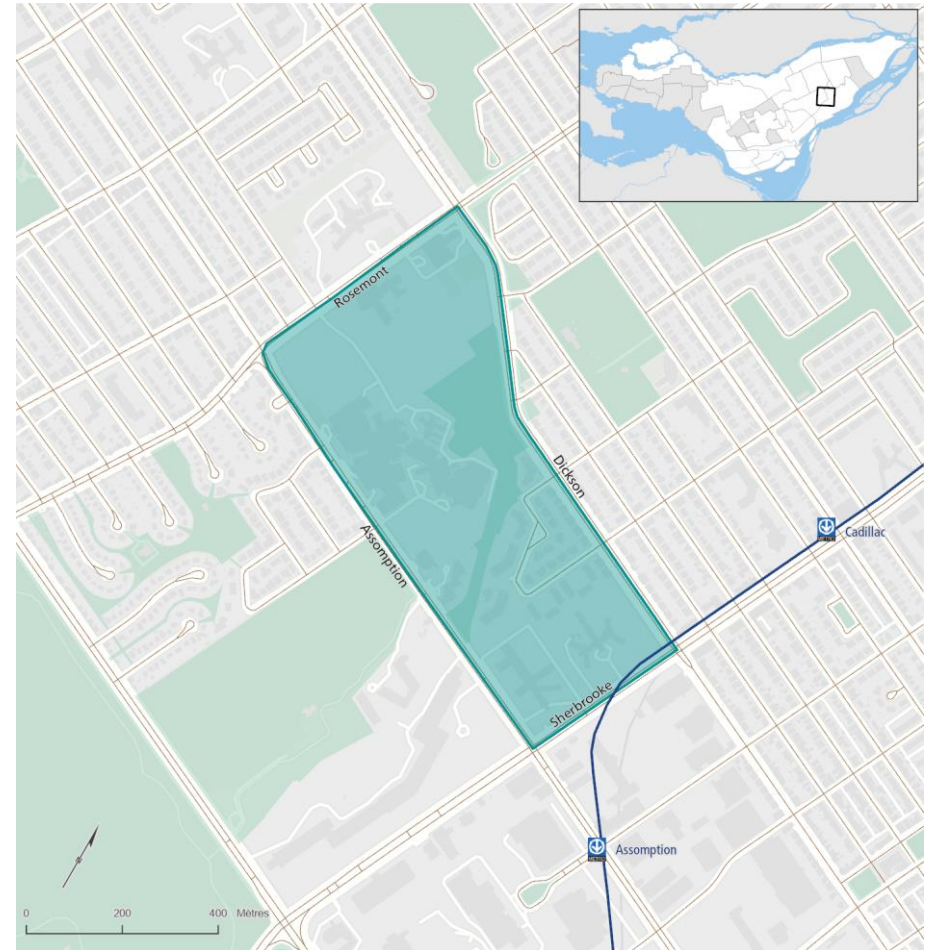 Rosemont
Dickson
Cadillac
Assomption
Sherbrooke
Assomption
0 200 400 Mètres